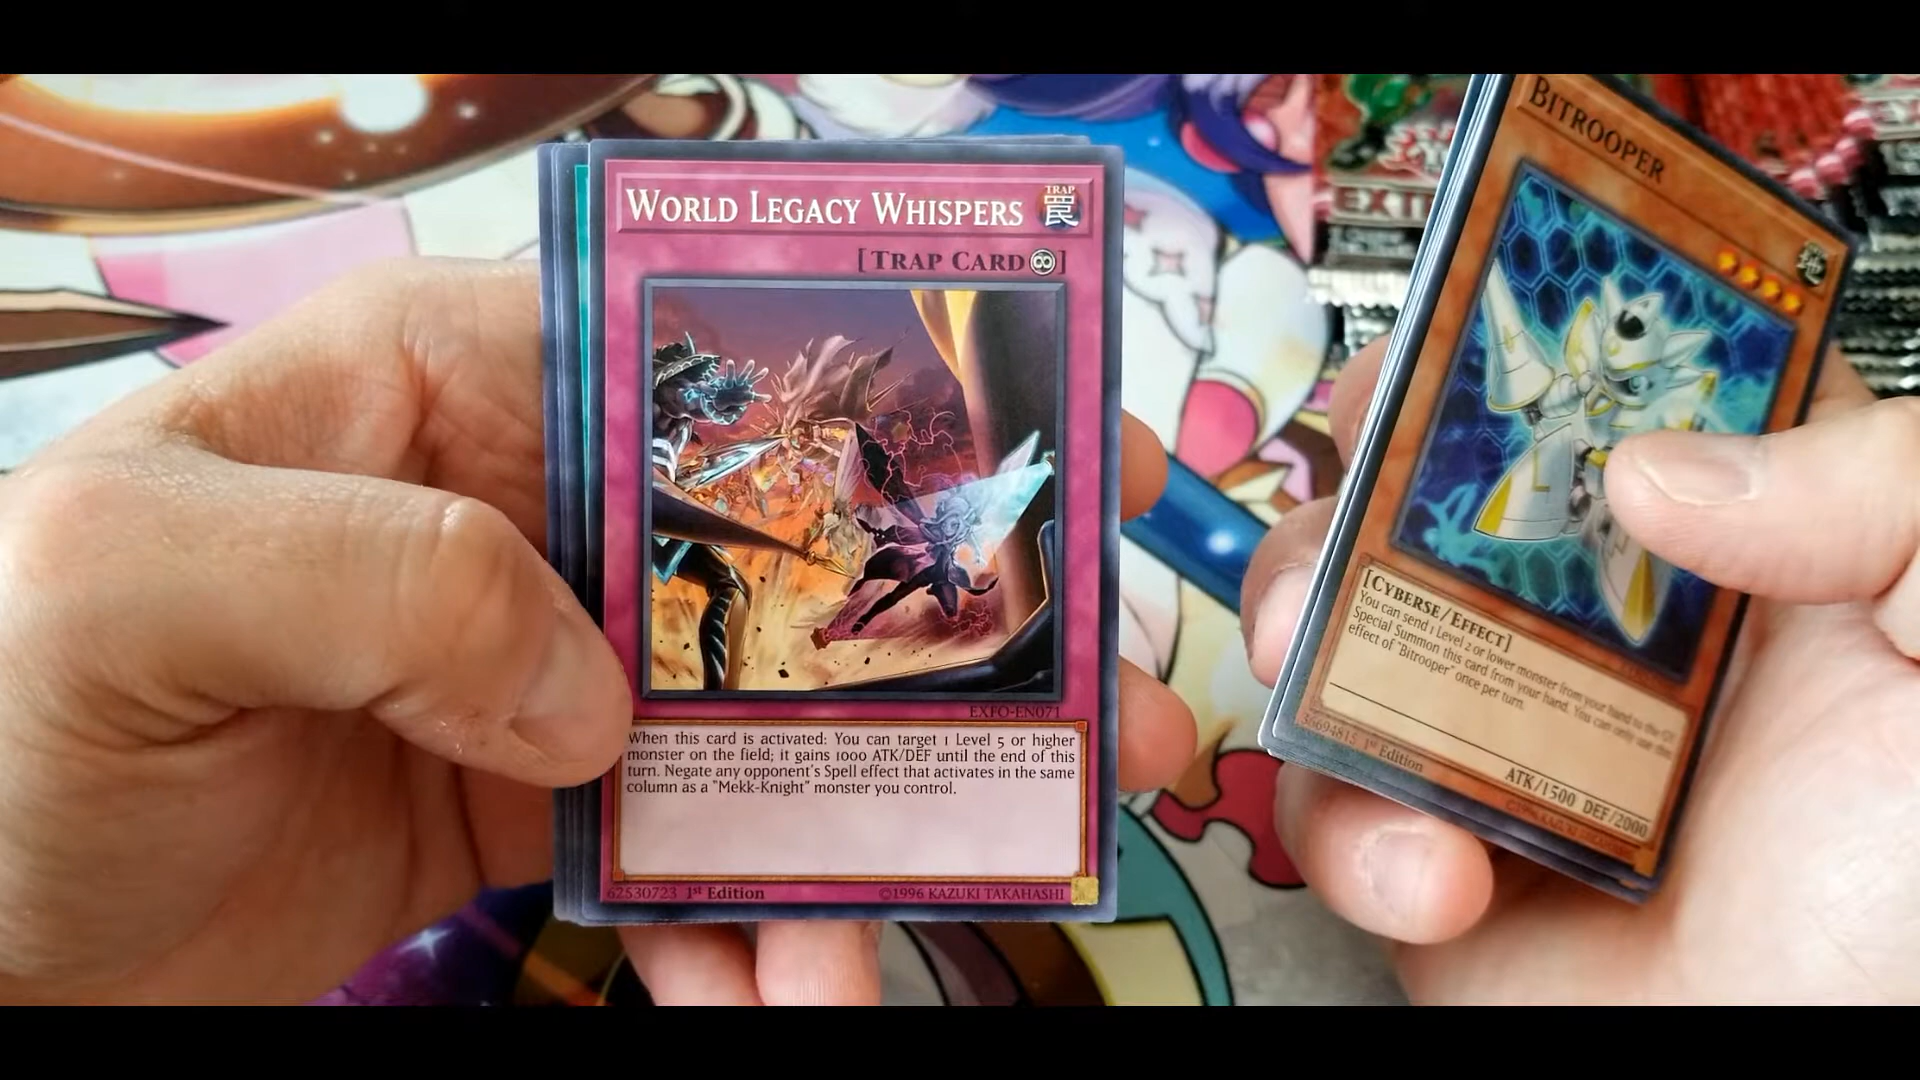 WORLD LEGACY WHISPERS
TRAP
罠
[TRAP CARD ]
EXFO-EN071
When this card is activated: You can target 1 Level 5 or higher
monster on the field; it gains 1000 ATK/DEF until the end of this
turn. Negate any opponent's Spell effect that activates in the same
column as a "Mekk-Knight" monster you control.
62530723 1st Edition
©1996 KAZUKI TAKAHASHI
BITROOPER
[CYBERSE/EFFECT]
You can send 1 Level 2 or lower monster from your hand to the GY
Special Summon this card from your hand. You can only use this
effect of "Bitrooper" once per turn.
36694815 1st Edition
ATK/1500 DEF/2000
EXT